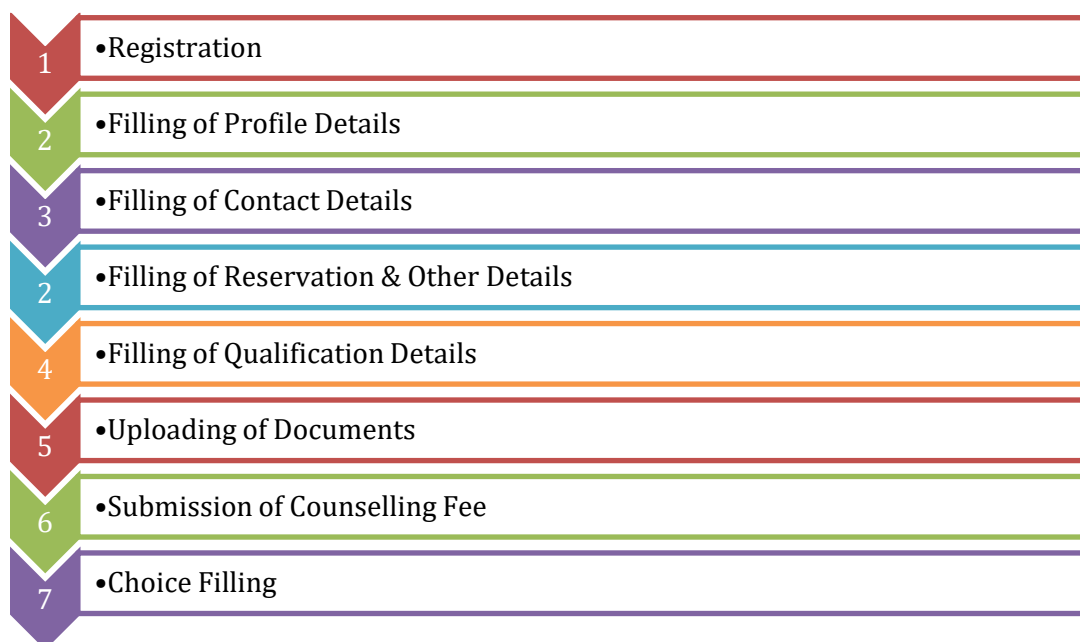 1 •Registration
2 •Filling of Profile Details
3 •Filling of Contact Details
2 •Filling of Reservation & Other Details
4 •Filling of Qualification Details
5 •Uploading of Documents
6 •Submission of Counselling Fee
7 •Choice Filling